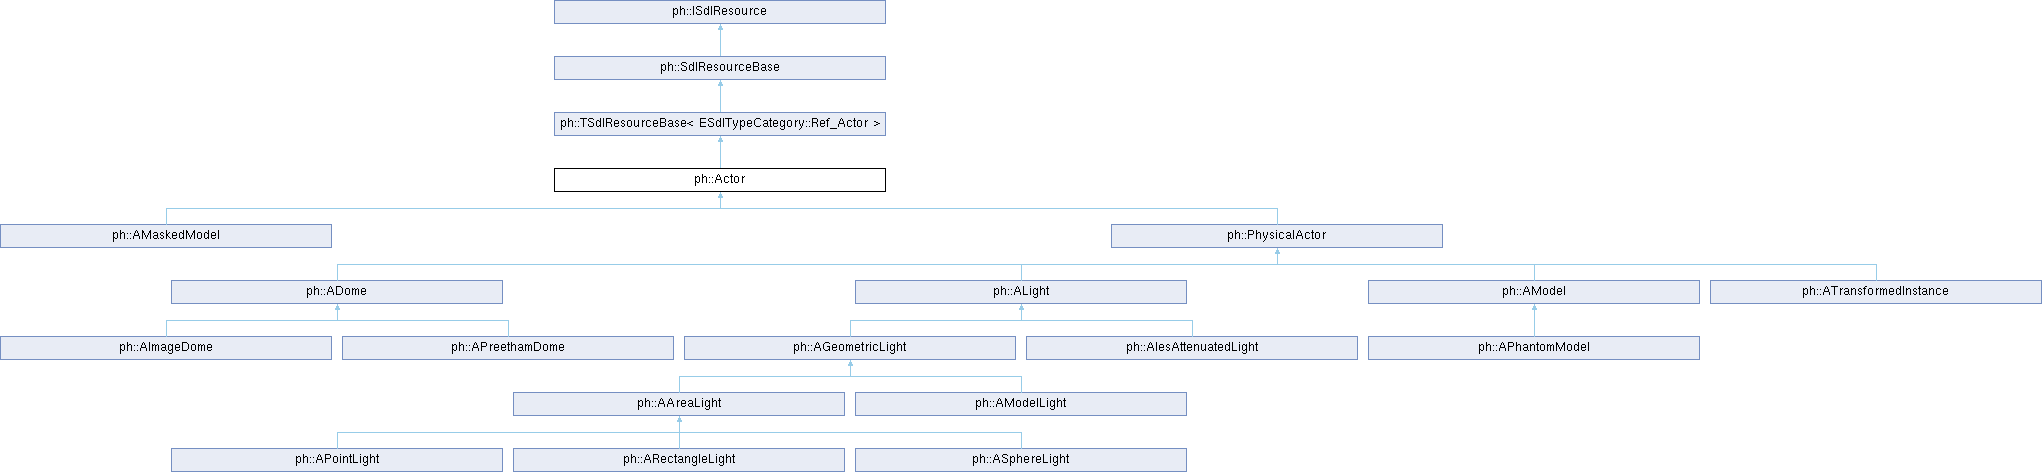 ph::ISdlResource
ph::SdlResourceBase
ph::TSdlResourceBase< ESdlTypeCategory::Ref_Actor >
ph::Actor
ph::AMaskedModel
ph::PhysicalActor
ph::ADome
ph::ALight
ph::AModel
ph::ATransformedInstance
ph::AImageDome
ph::APreethamDome
ph::AGeometricLight
ph::AIesAttenuatedLight
ph::APhantomModel
ph::AAreaLight
ph::AModelLight
ph::APointLight
ph::ARectangleLight
ph::ASphereLight